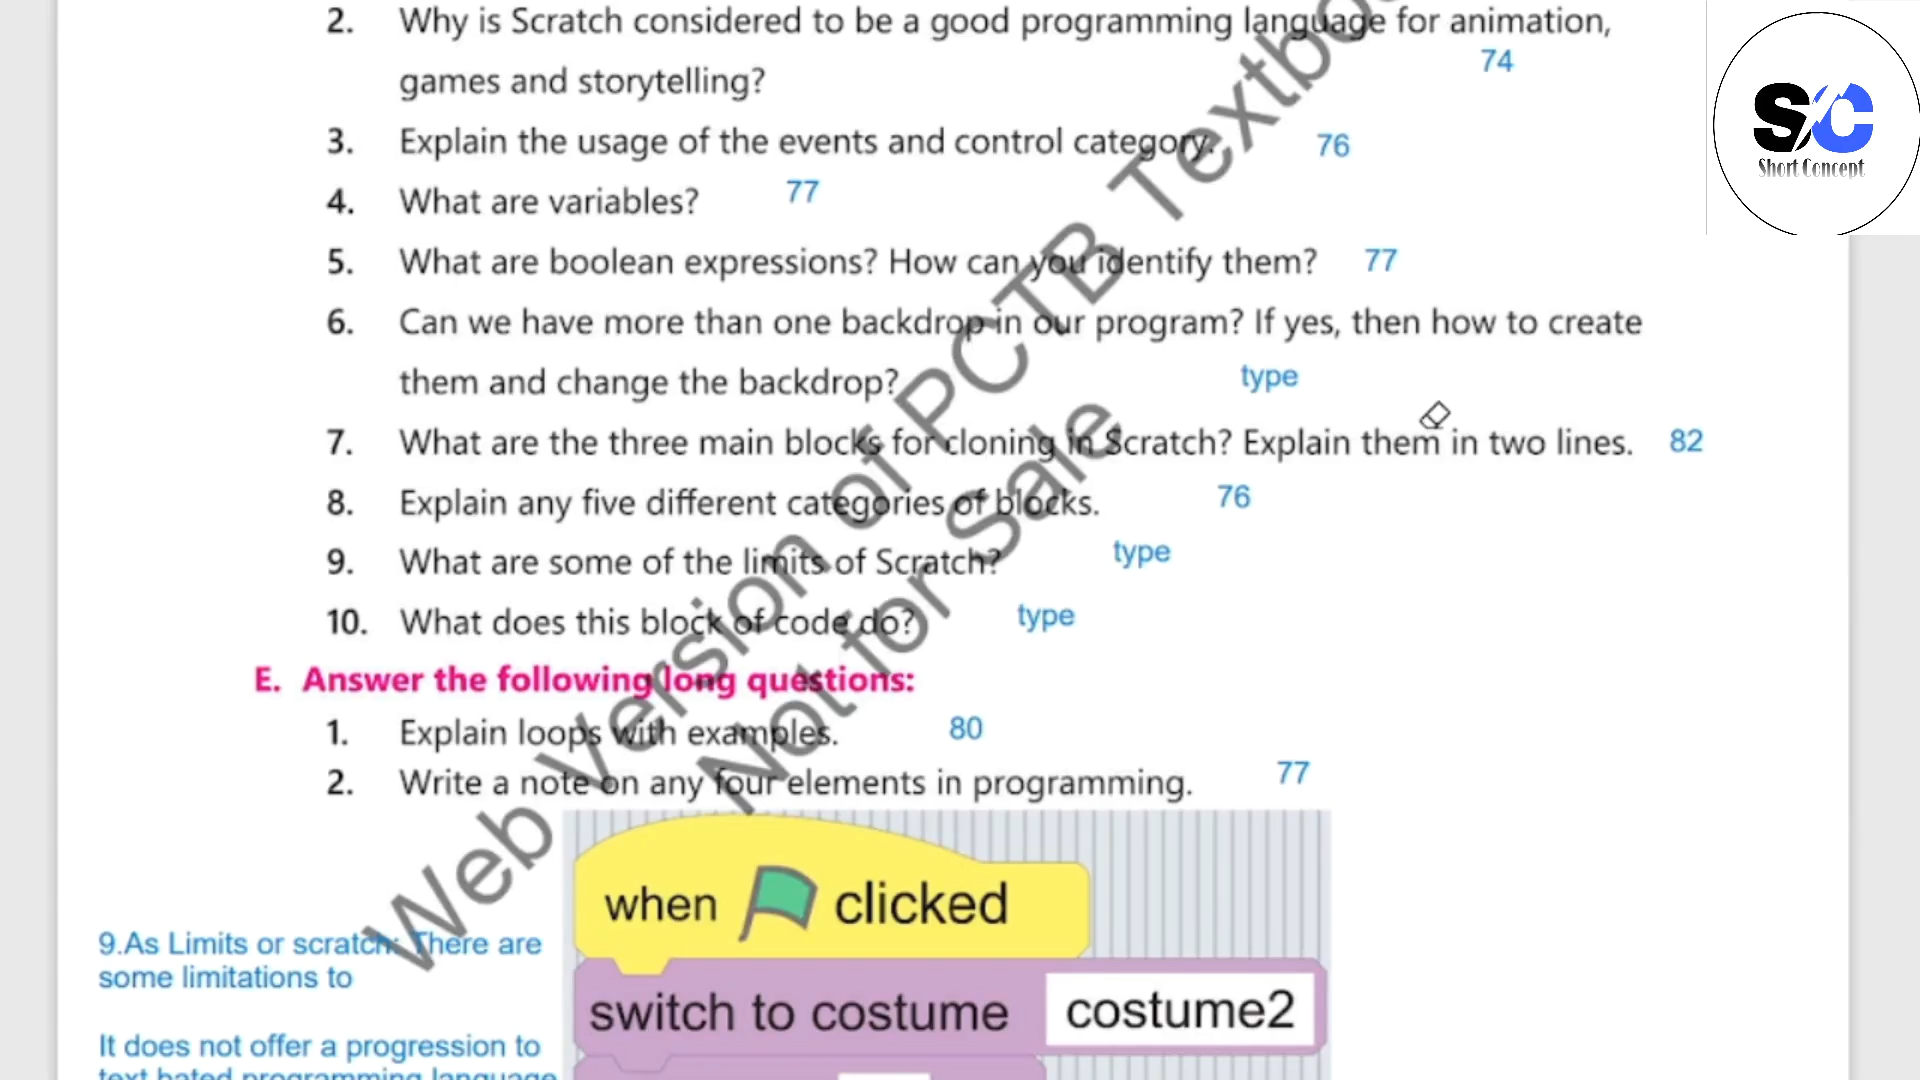 2. Why is Scratch considered to be a good programming language for animation,
74
games and storytelling?
3. Explain the usage of the events and control category. 76
4. What are variables? 77
5. What are boolean expressions? How can you identify them? 77
6. Can we have more than one backdrop in our program? If yes, then how to create
them and change the backdrop? type
7. What are the three main blocks for cloning in Scratch? Explain them in two lines. 82
8. Explain any five different categories of blocks. 76
9. What are some of the limits of Scratch? type
10. What does this block of code do? type
E. Answer the following long questions:
1. Explain loops with examples. 80
2. Write a note on any four elements in programming. 77
when clicked
switch to costume costume2
9.As Limits or scratch: There are
some limitations to
It does not offer a progression to
text bated programming language
Web Version of PCTB Textbo
Not for Sale
SC
Short Concept